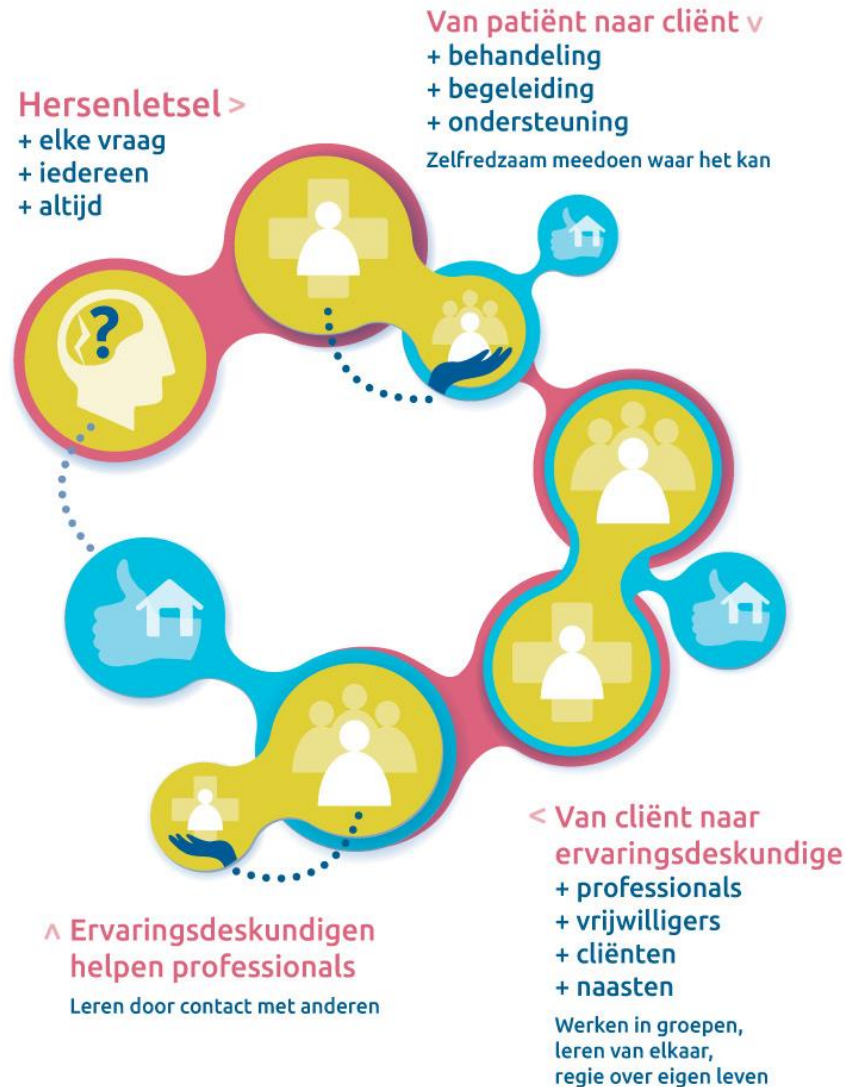 Van patiënt naar cliënt v
+ behandeling
+ begeleiding
+ ondersteuning
Zelfredzaam meedoen waar het kan
Hersenletsel >
+ elke vraag
+ iedereen
+ altijd
?
< Van cliënt naar
ervaringsdeskundige
+ professionals
+ vrijwilligers
+ cliënten
+ naasten
Werken in groepen,
leren van elkaar,
regie over eigen leven
^ Ervaringsdeskundigen
helpen professionals
Leren door contact met anderen